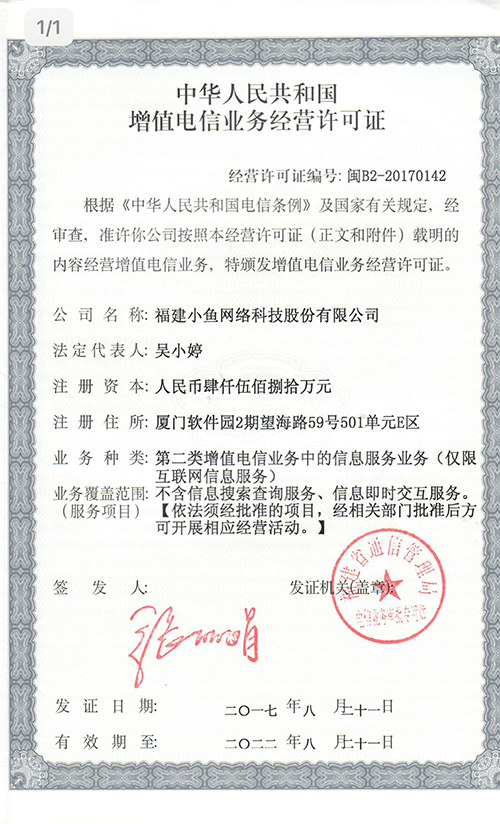 1/1
中华人民共和国
增值电信业务经营许可证
经营许可证编号: 闽B2-20170142
根据《中华人民共和国电信条例》及国家有关规定，经
审查，准许你公司按照本经营许可证（正文和附件）载明的
内容经营增值电信业务，特颁发增值电信业务经营许可证。
公司名称: 福建小鱼网络科技股份有限公司
法定代表人: 吴小婷
注册资本: 人民币肆仟伍佰捌拾万元
注册住所: 厦门软件园2期望海路59号501单元E区
业务种类: 第二类增值电信业务中的信息服务业务（仅限
互联网信息服务）
业务覆盖范围: 不含信息搜索查询服务、信息即时交互服务。
（服务项目） 【依法须经批准的项目，经相关部门批准后方
可开展相应经营活动。】
签发人: 发证机关(盖章):
福建省通信管理局
发证日期: 二〇一七年八月二十一日
有效期至: 二〇二二年八月二十一日